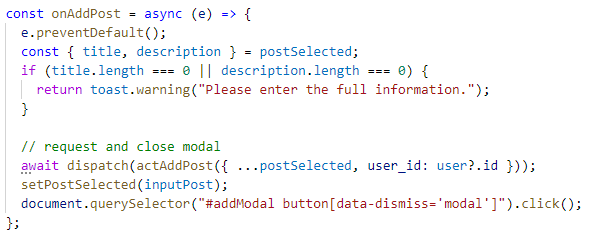 const onAddPost = async (e) => {
  e.preventDefault();
  const { title, description } = postSelected;
  if (title.length === 0 || description.length === 0) {
    return toast.warning("Please enter the full information.");
  }

  // request and close modal
  await dispatch(actAddPost({ ...postSelected, user_id: user?.id }));
  setPostSelected(inputPost);
  document.querySelector("#addModal button[data-dismiss='modal']").click();
};